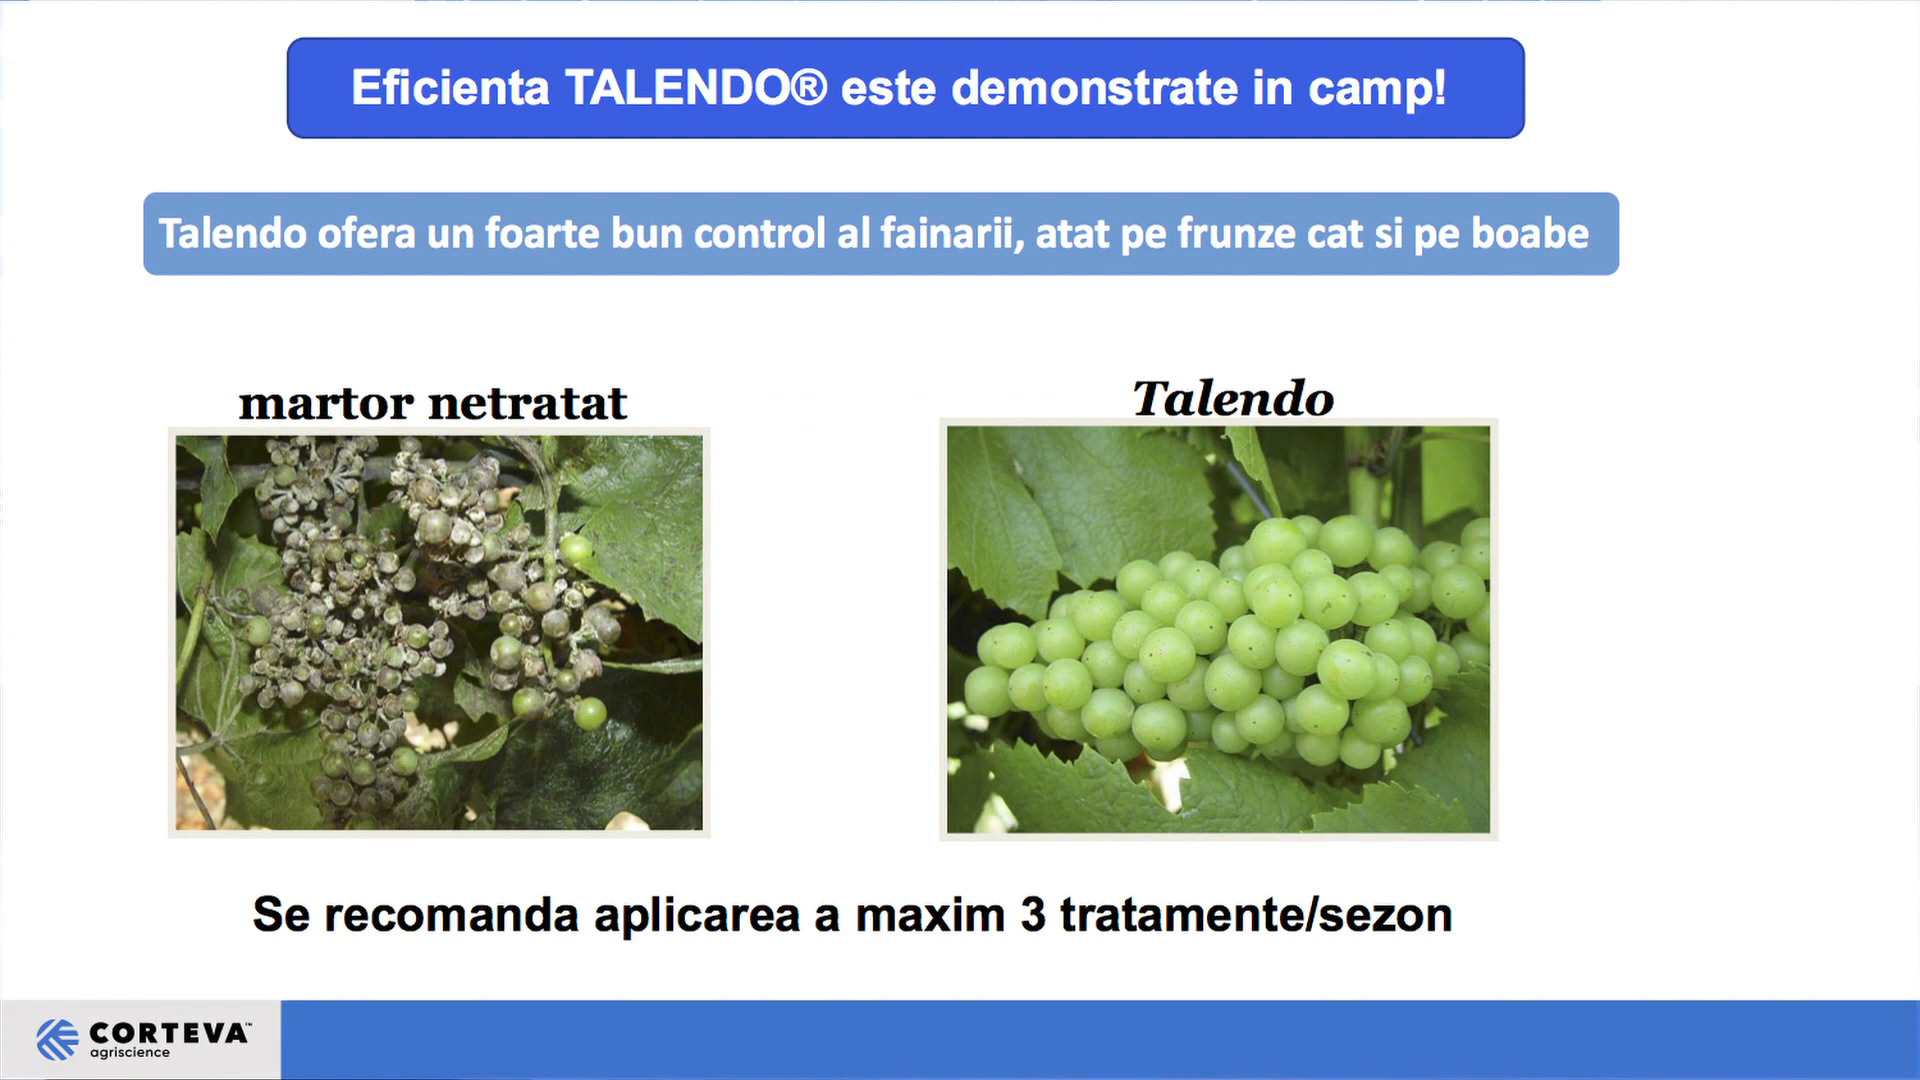 Eficienta TALENDO® este demonstrate in camp!
Talendo ofera un foarte bun control al fainarii, atat pe frunze cat si pe boabe
martor netratat
Talendo
Se recomanda aplicarea a maxim 3 tratamente/sezon
CORTEVA™
agriscience